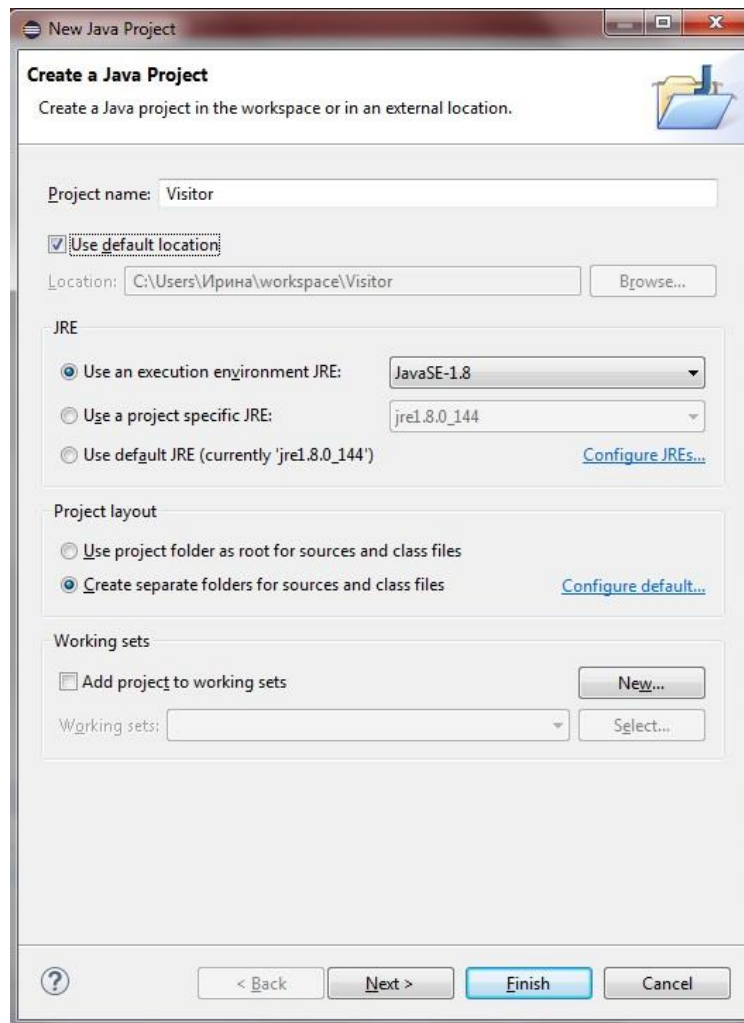 New Java Project
Create a Java Project
Create a Java project in the workspace or in an external location.
Project name: Visitor
Use default location
Location: C:\Users\Ирина\workspace\Visitor Browse...
JRE
Use an execution environment JRE: JavaSE-1.8
Use a project specific JRE: jre1.8.0_144
Use default JRE (currently 'jre1.8.0_144') Configure JREs...
Project layout
Use project folder as root for sources and class files
Create separate folders for sources and class files Configure default...
Working sets
Add project to working sets New...
Working sets: Select...
? < Back Next > Finish Cancel